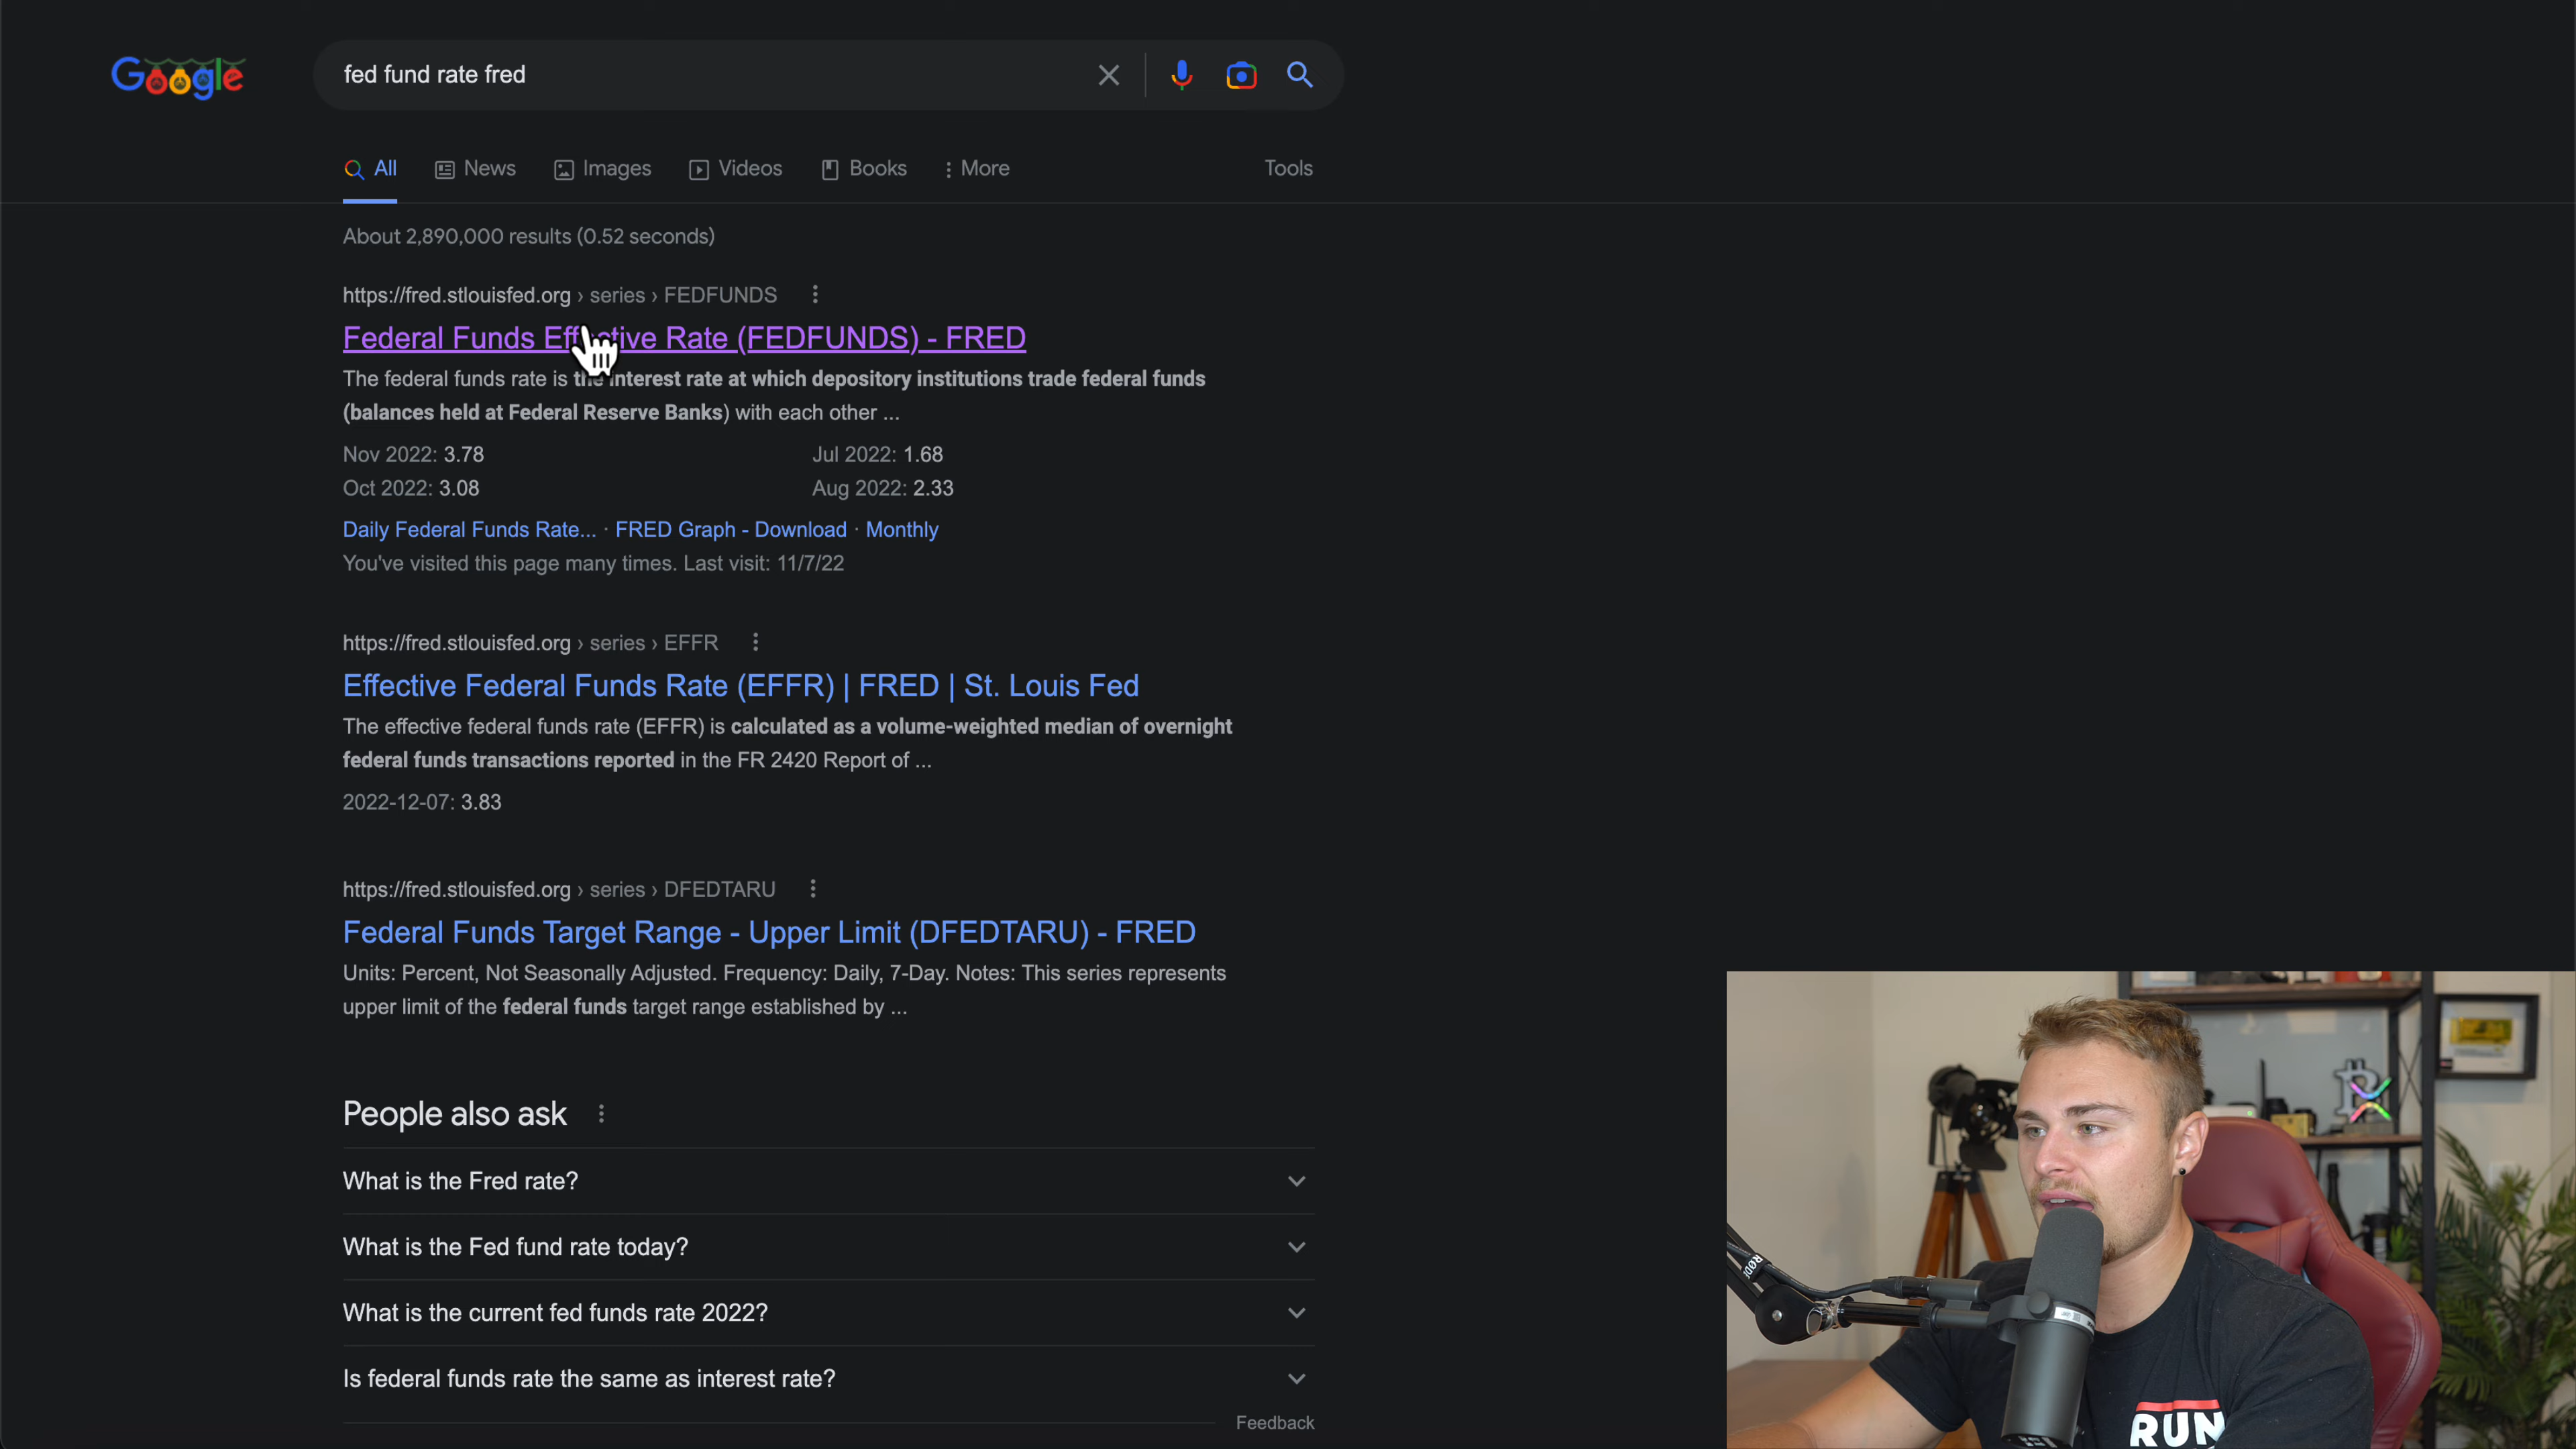 Google
fed fund rate fred
All News Images Videos Books More Tools
About 2,890,000 results (0.52 seconds)
https://fred.stlouisfed.org › series › FEDFUNDS
Federal Funds Effective Rate (FEDFUNDS) - FRED
The federal funds rate is the interest rate at which depository institutions trade federal funds
(balances held at Federal Reserve Banks) with each other ...
Nov 2022: 3.78 Jul 2022: 1.68
Oct 2022: 3.08 Aug 2022: 2.33
Daily Federal Funds Rate... · FRED Graph - Download · Monthly
You've visited this page many times. Last visit: 11/7/22
https://fred.stlouisfed.org › series › EFFR
Effective Federal Funds Rate (EFFR) | FRED | St. Louis Fed
The effective federal funds rate (EFFR) is calculated as a volume-weighted median of overnight
federal funds transactions reported in the FR 2420 Report of ...
2022-12-07: 3.83
https://fred.stlouisfed.org › series › DFEDTARU
Federal Funds Target Range - Upper Limit (DFEDTARU) - FRED
Units: Percent, Not Seasonally Adjusted. Frequency: Daily, 7-Day. Notes: This series represents
upper limit of the federal funds target range established by ...
People also ask
What is the Fred rate?
What is the Fed fund rate today?
What is the current fed funds rate 2022?
Is federal funds rate the same as interest rate?
Feedback
RØDE
RUN